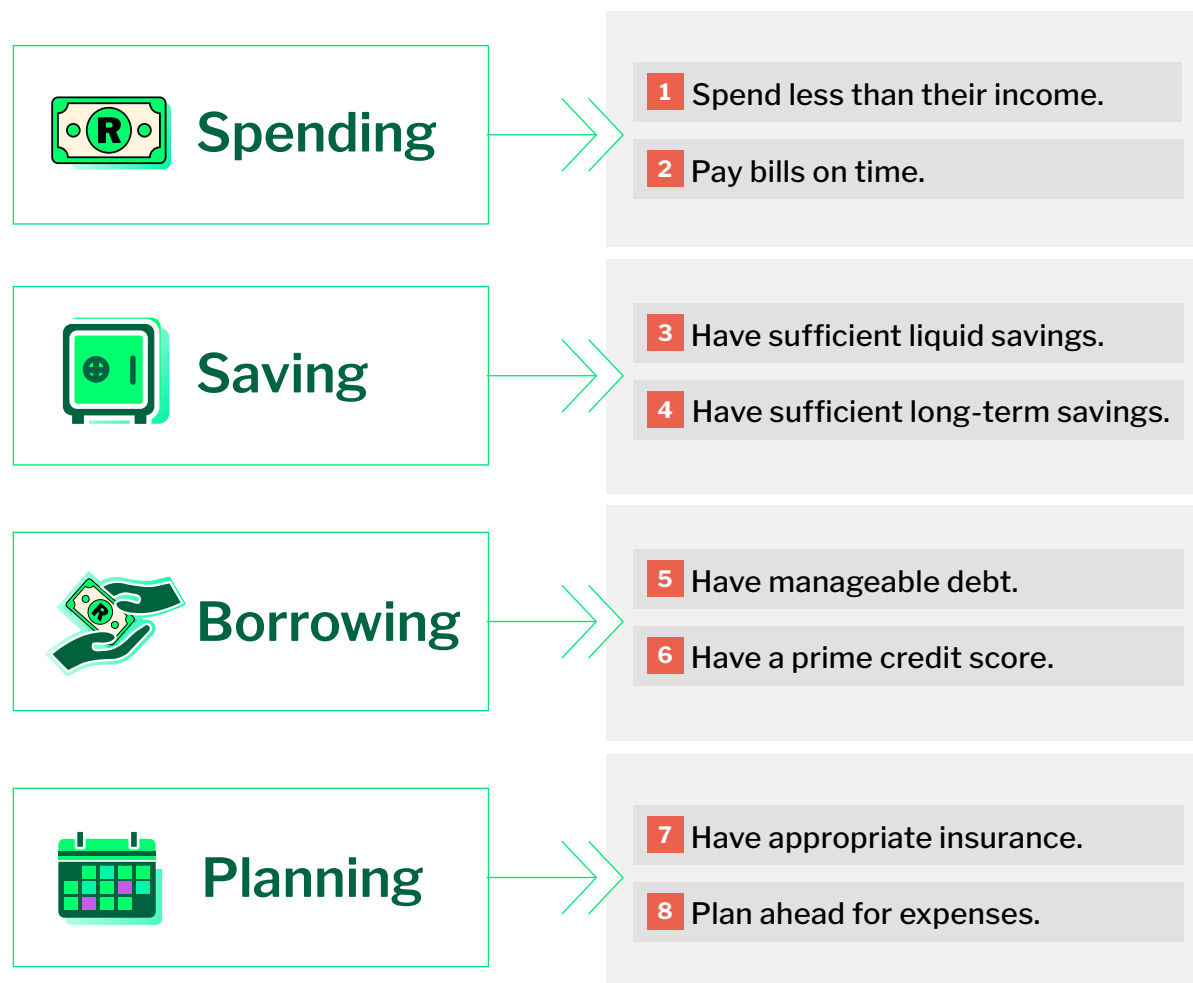 R
Spending
1 Spend less than their income.
2 Pay bills on time.
Saving
3 Have sufficient liquid savings.
4 Have sufficient long-term savings.
R
Borrowing
5 Have manageable debt.
6 Have a prime credit score.
Planning
7 Have appropriate insurance.
8 Plan ahead for expenses.